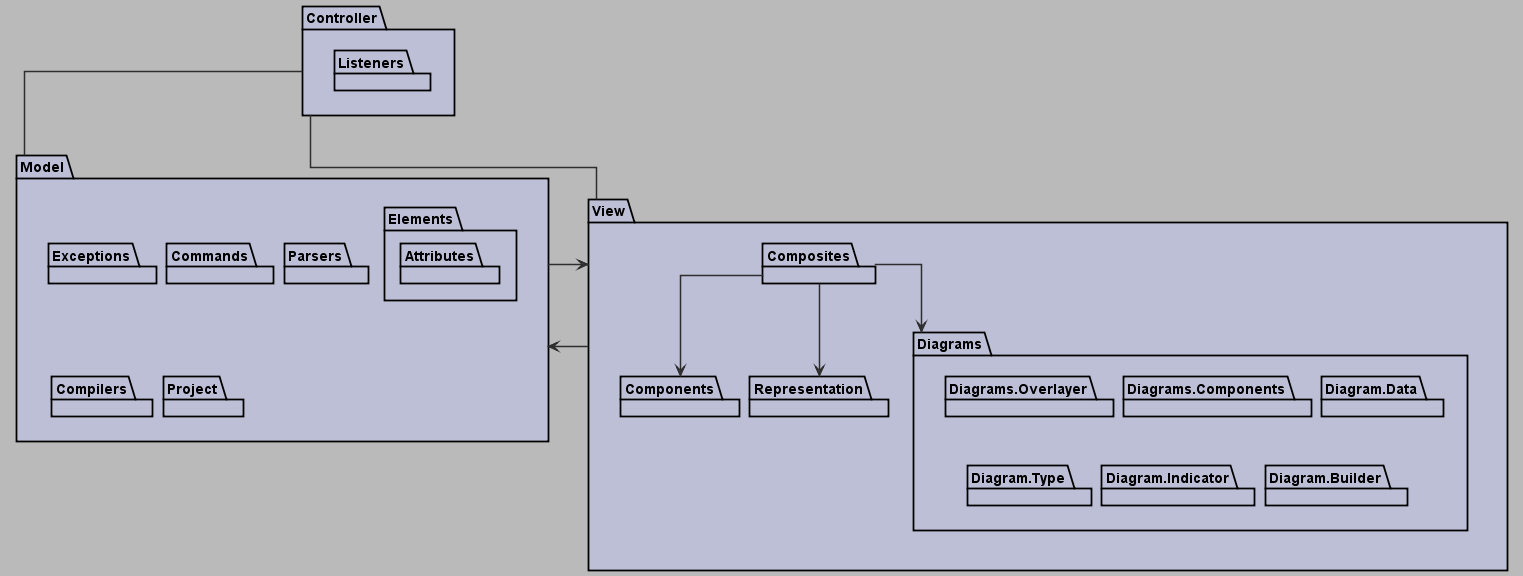 Controller
Listeners
Model
View
Elements
Exceptions
Commands
Parsers
Attributes
Composites
Diagrams
Compilers
Project
Components
Representation
Diagrams.Overlayer
Diagrams.Components
Diagram.Data
Diagram.Type
Diagram.Indicator
Diagram.Builder